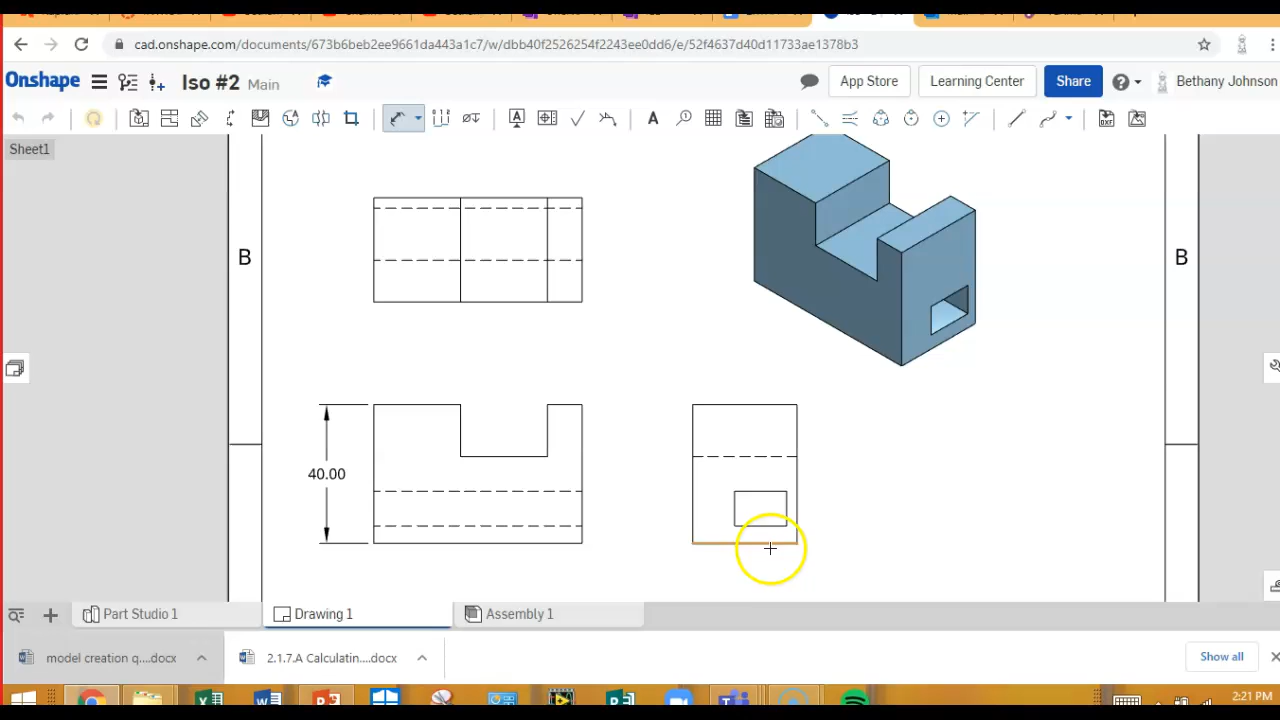 cad.onshape.com/documents/673b6beb2ee9661da443a1c7/w/dbb40f2526254f2243ee0dd6/e/52f4637d40d11733ae1378b3
Onshape Iso #2 Main App Store Learning Center Share Bethany Johnson
Sheet1
B B
40.00
Part Studio 1 Drawing 1 Assembly 1
model creation q....docx 2.1.7.A Calculatin....docx Show all
2:21 PM